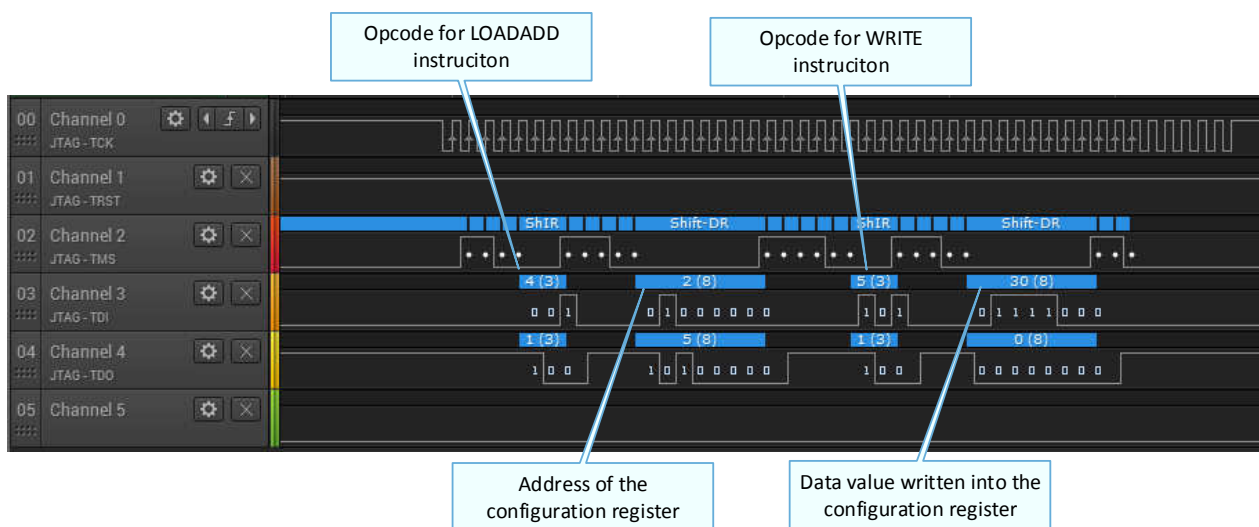 Opcode for LOADADD
instruciton
Opcode for WRITE
instruciton
00 Channel 0
JTAG - TCK
01 Channel 1
JTAG - TRST
ShIR Shift-DR ShIR Shift-DR
02 Channel 2
JTAG - TMS
4 (3) 2 (8) 5 (3) 30 (8)
03 Channel 3
0 0 1 0 1 0 0 0 0 0 0 1 0 1 0 1 1 1 1 0 0 0
JTAG - TDI
1 (3) 5 (8) 1 (3) 0 (8)
04 Channel 4
1 0 0 1 0 1 0 0 0 0 0 1 0 0 0 0 0 0 0 0 0 0
JTAG - TDO
05 Channel 5
Address of the
configuration register
Data value written into the
configuration register